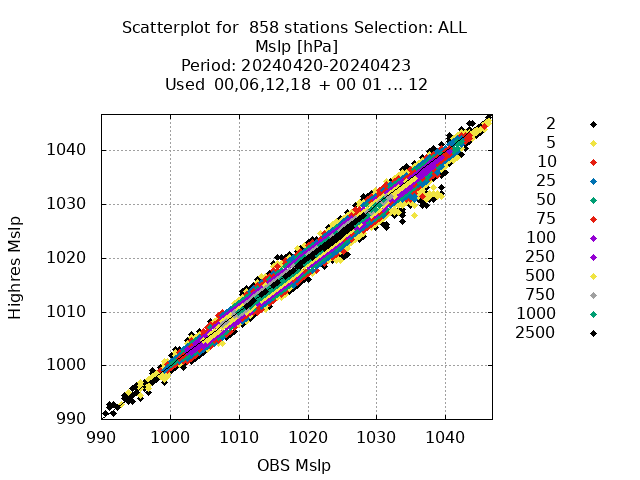 Scatterplot for 858 stations Selection: ALL
Mslp [hPa]
Period: 20240420-20240423
Used 00,06,12,18 + 00 01 ... 12
Highres Mslp
1040
1030
1020
1010
1000
990
990 1000 1010 1020 1030 1040
OBS Mslp
2
5
10
25
50
75
100
250
500
750
1000
2500